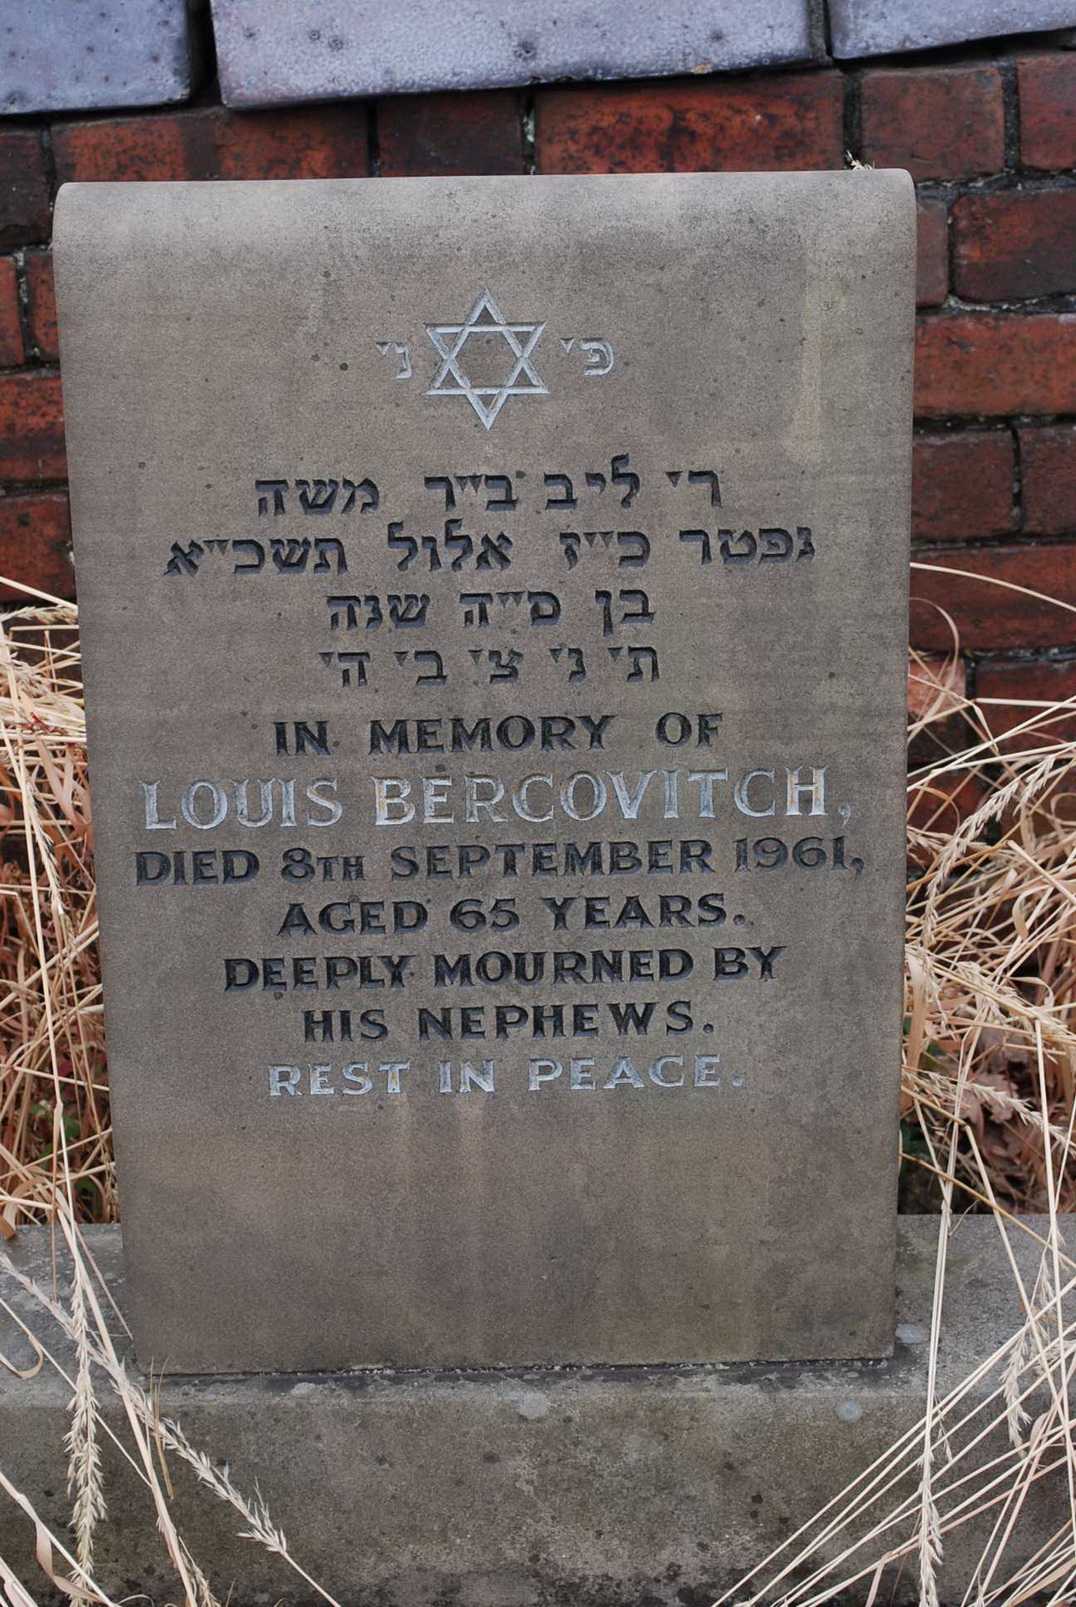 פ' נ'
ר' ליב ב״ר משה
נפטר כ״ז אלול תשכ״א
בן ס״ה שנה
ת' נ' צ' ב' ה'
IN MEMORY OF
LOUIS BERCOVITCH,
DIED 8TH SEPTEMBER 1961,
AGED 65 YEARS.
DEEPLY MOURNED BY
HIS NEPHEWS.
REST IN PEACE.